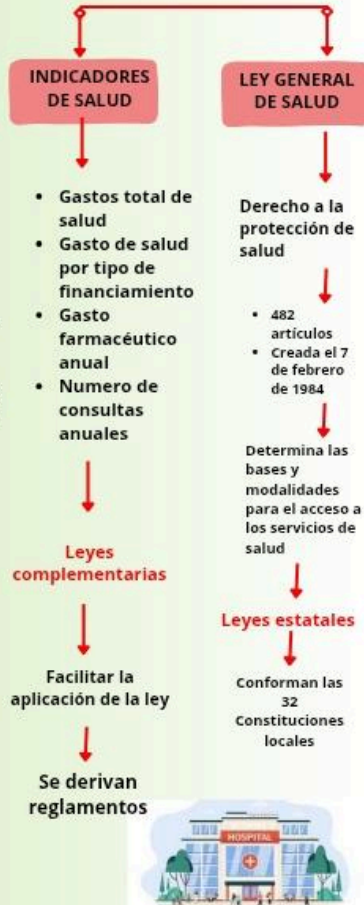 INDICADORES
DE SALUD
• Gastos total de
salud
• Gasto de salud
por tipo de
financiamiento
• Gasto
farmacéutico
anual
• Numero de
consultas
anuales
Leyes
complementarias
Facilitar la
aplicación de la ley
Se derivan
reglamentos
LEY GENERAL
DE SALUD
Derecho a la
protección de
salud
• 482
artículos
• Creada el 7
de febrero
de 1984
Determina las
bases y
modalidades
para el acceso a
los servicios de
salud
Leyes estatales
Conforman las
32
Constituciones
locales
HOSPITAL